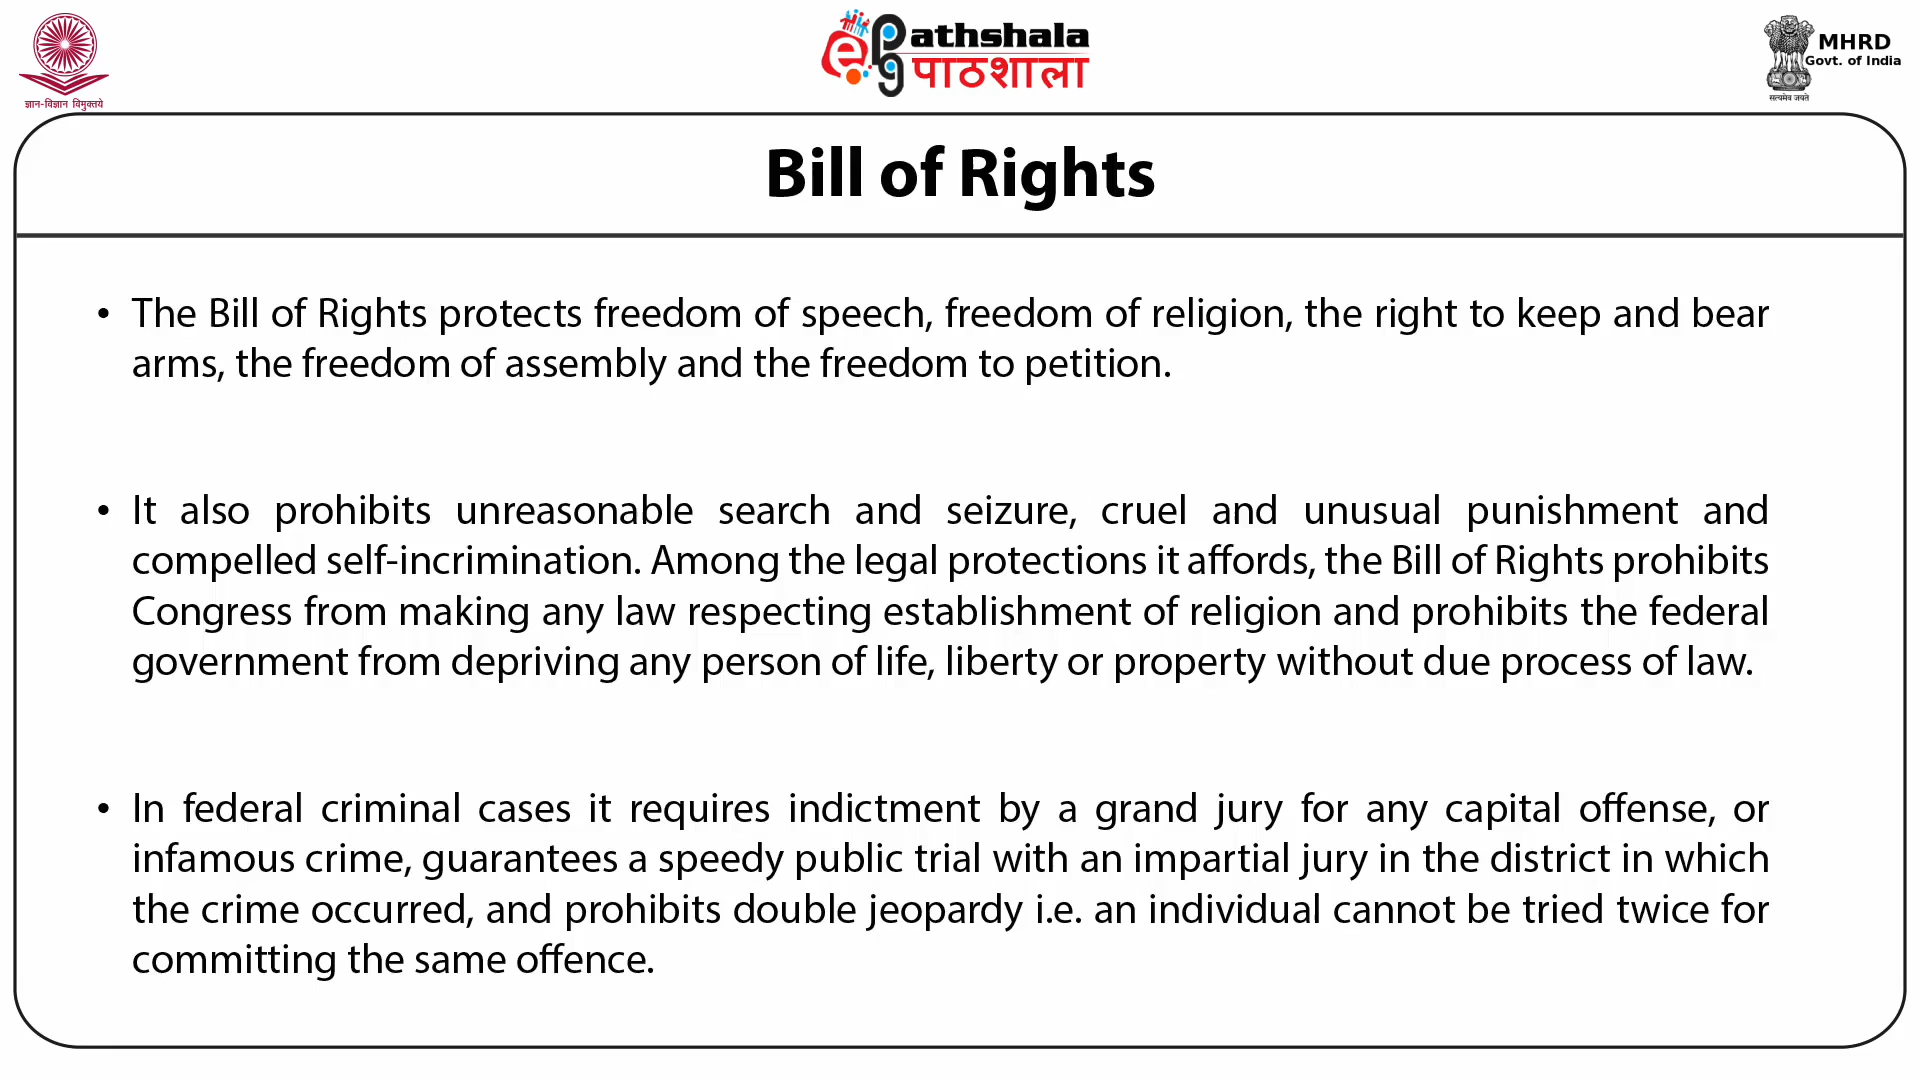 ज्ञान-विज्ञान विमुक्तये
e pg Pathshala
पाठशाला
MHRD
Govt. of India
सत्यमेव जयते
Bill of Rights
• The Bill of Rights protects freedom of speech, freedom of religion, the right to keep and bear
arms, the freedom of assembly and the freedom to petition.
• It also prohibits unreasonable search and seizure, cruel and unusual punishment and
compelled self-incrimination. Among the legal protections it affords, the Bill of Rights prohibits
Congress from making any law respecting establishment of religion and prohibits the federal
government from depriving any person of life, liberty or property without due process of law.
• In federal criminal cases it requires indictment by a grand jury for any capital offense, or
infamous crime, guarantees a speedy public trial with an impartial jury in the district in which
the crime occurred, and prohibits double jeopardy i.e. an individual cannot be tried twice for
committing the same offence.